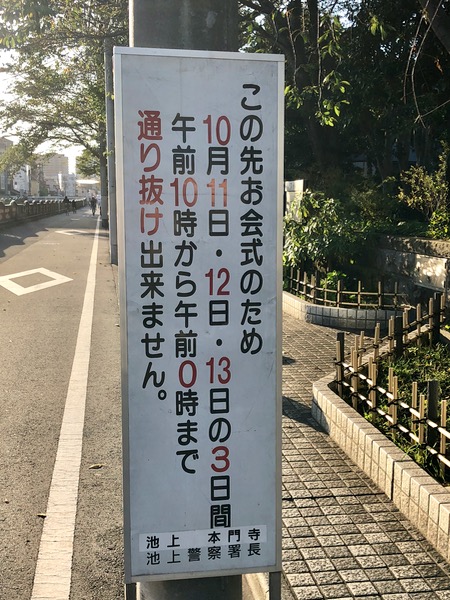 この先お会式のため
10月11日・12日・13日の3日間
午前10時から午前0時まで
通り抜け出来ません。
池上 本門寺
池上警察署長